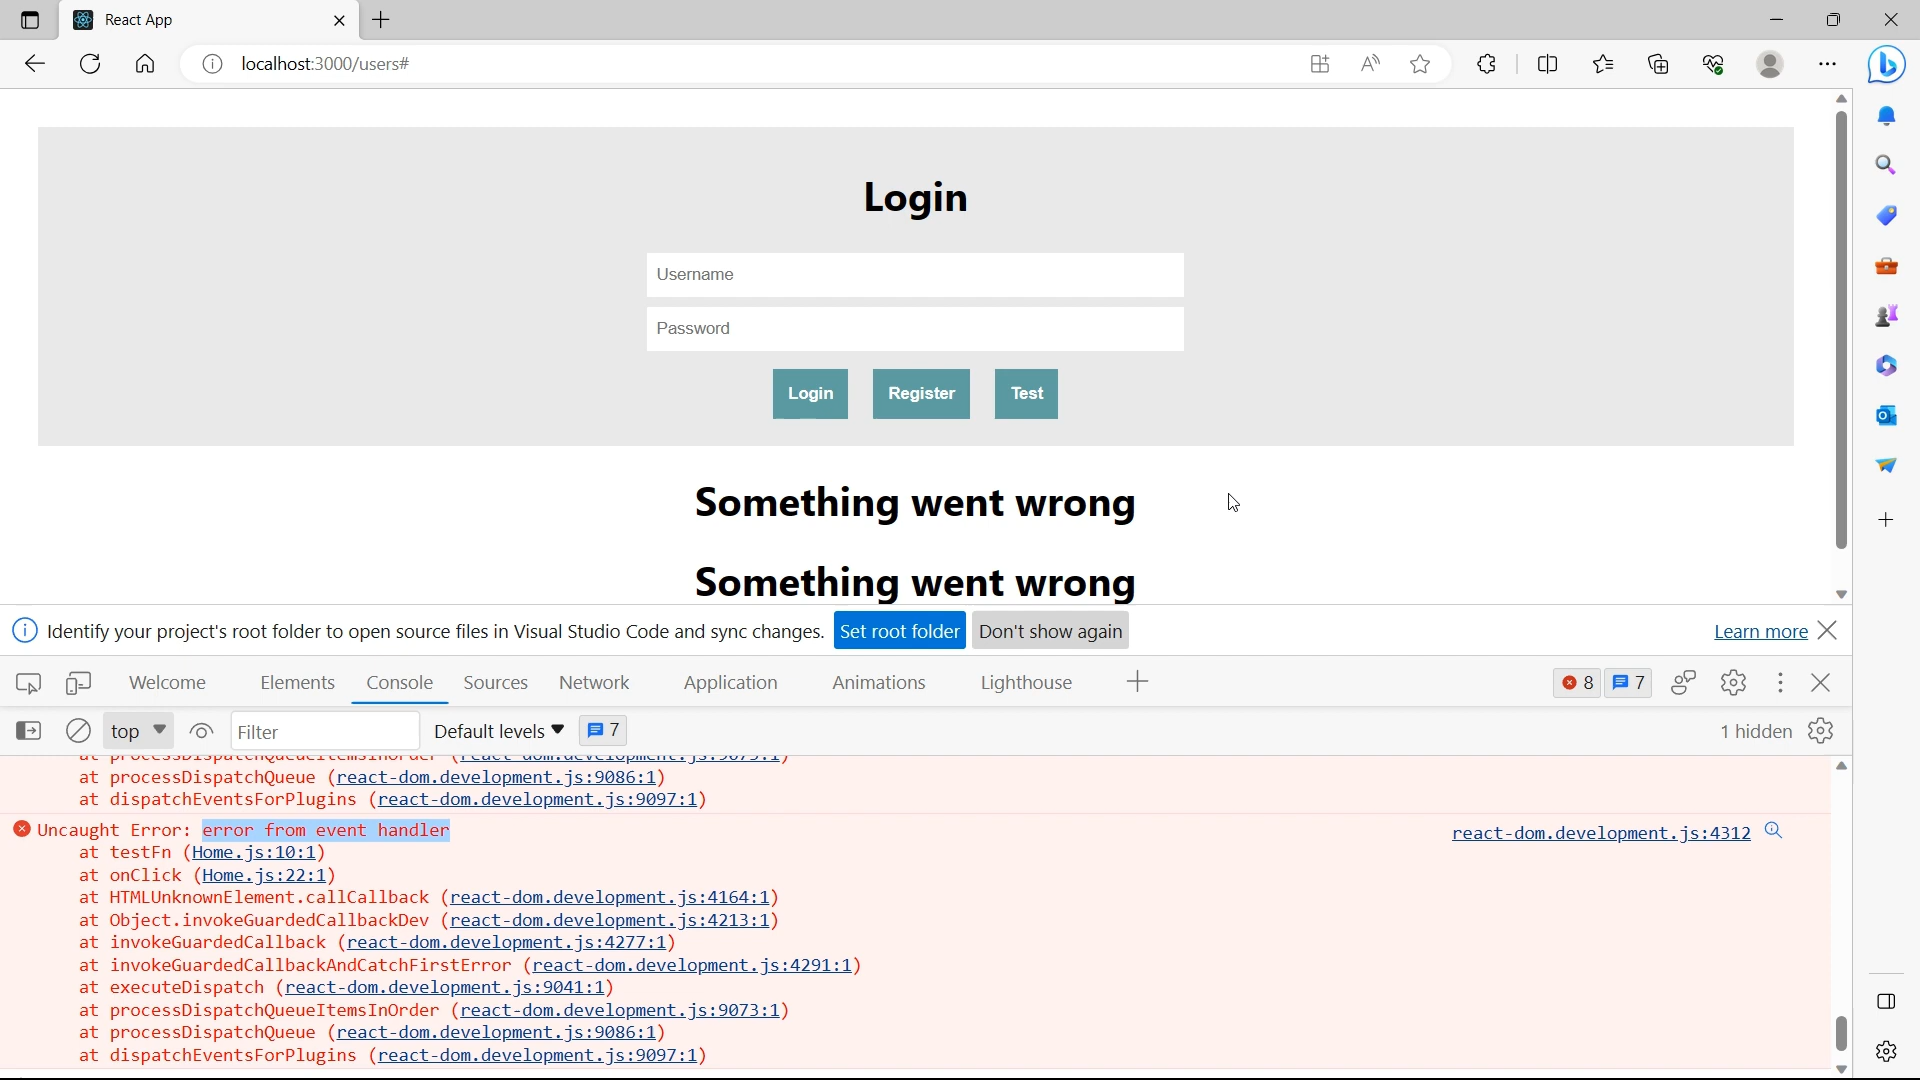 React App
localhost:3000/users#
Login
Username
Password
Login Register Test
Something went wrong
Something went wrong
Identify your project's root folder to open source files in Visual Studio Code and sync changes. Set root folder Don't show again Learn more
Welcome Elements Console Sources Network Application Animations Lighthouse 8 7
top Filter Default levels 7 1 hidden
at processDispatchQueueItemsInOrder (react-dom.development.js:9073:1)
at processDispatchQueue (react-dom.development.js:9086:1)
at dispatchEventsForPlugins (react-dom.development.js:9097:1)
Uncaught Error: error from event handler react-dom.development.js:4312
at testFn (Home.js:10:1)
at onClick (Home.js:22:1)
at HTMLUnknownElement.callCallback (react-dom.development.js:4164:1)
at Object.invokeGuardedCallbackDev (react-dom.development.js:4213:1)
at invokeGuardedCallback (react-dom.development.js:4277:1)
at invokeGuardedCallbackAndCatchFirstError (react-dom.development.js:4291:1)
at executeDispatch (react-dom.development.js:9041:1)
at processDispatchQueueItemsInOrder (react-dom.development.js:9073:1)
at processDispatchQueue (react-dom.development.js:9086:1)
at dispatchEventsForPlugins (react-dom.development.js:9097:1)